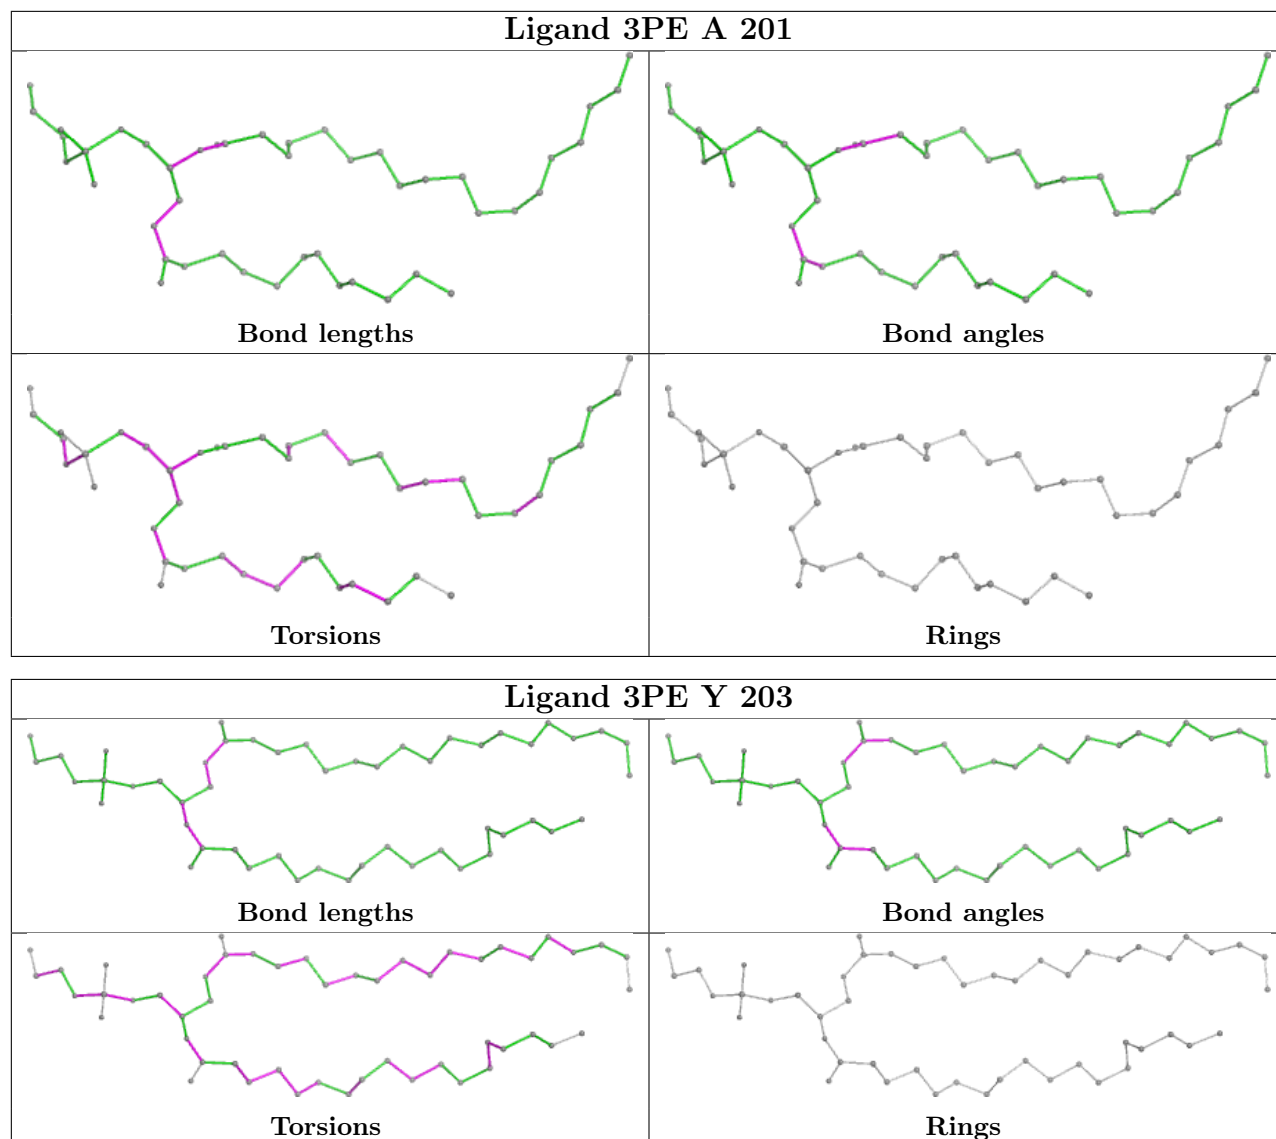 Ligand 3PE A 201
Bond lengths
Bond angles
Torsions
Rings
Ligand 3PE Y 203
Bond lengths
Bond angles
Torsions
Rings